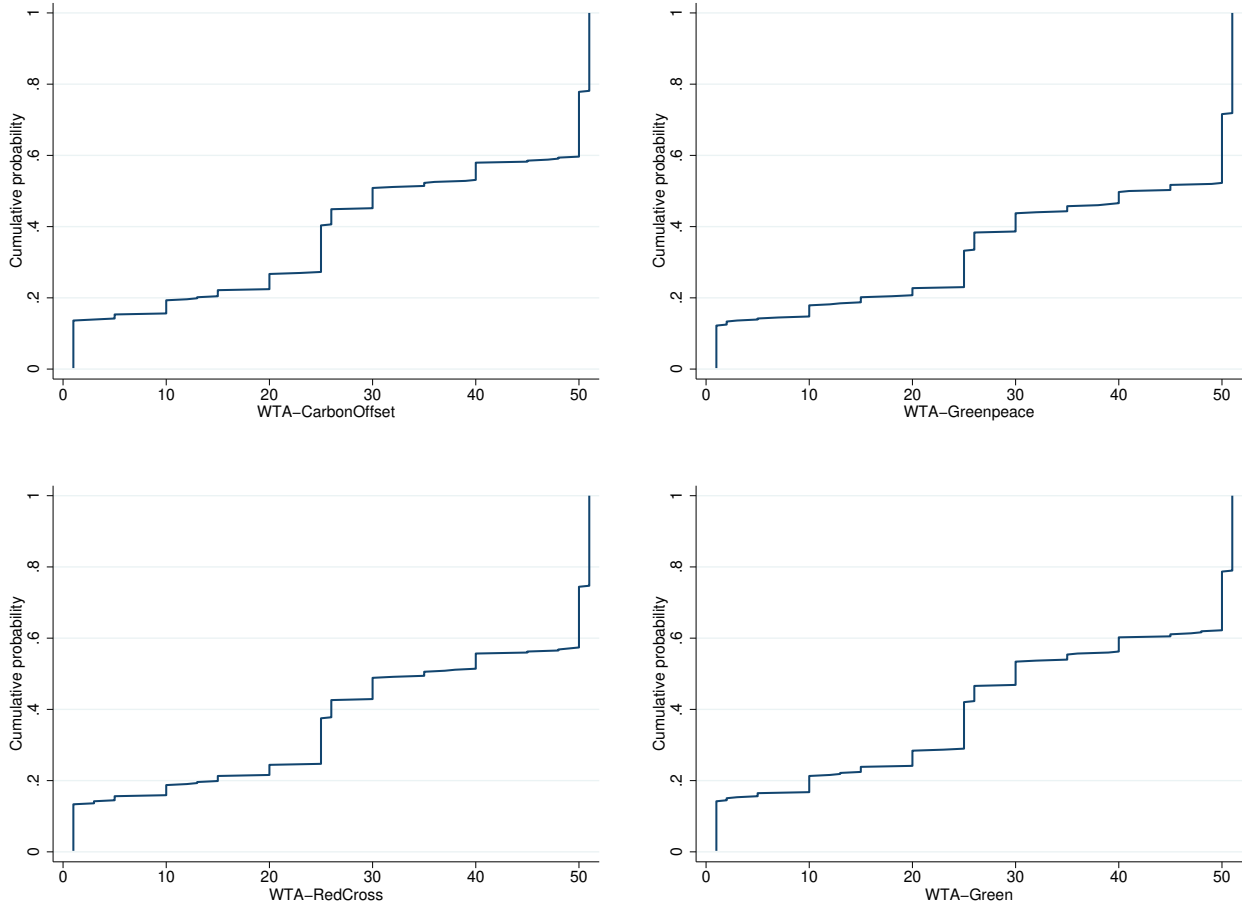 Cumulative probability
0 .2 .4 .6 .8 1
0 10 20 30 40 50
WTA−CarbonOffset
Cumulative probability
0 .2 .4 .6 .8 1
0 10 20 30 40 50
WTA−Greenpeace
Cumulative probability
0 .2 .4 .6 .8 1
0 10 20 30 40 50
WTA−RedCross
Cumulative probability
0 .2 .4 .6 .8 1
0 10 20 30 40 50
WTA−Green